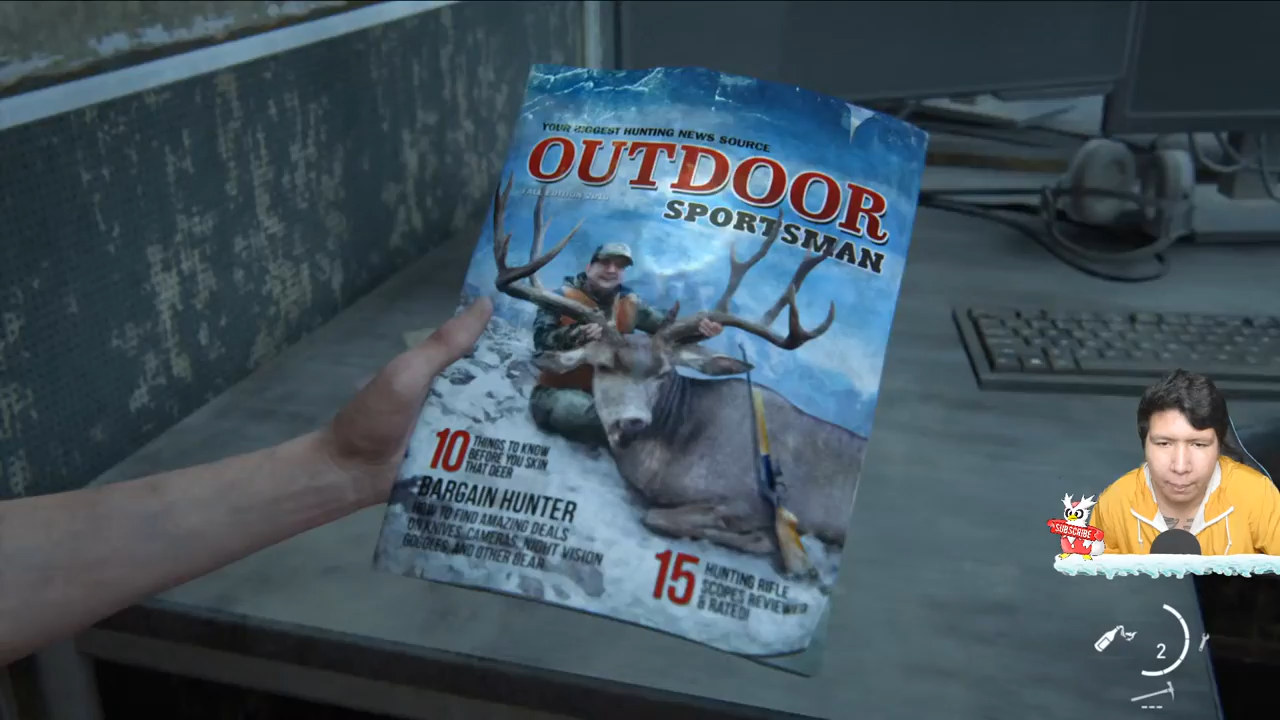 YOUR BIGGEST HUNTING NEWS SOURCE
OUTDOOR
SPORTSMAN
10
THINGS TO KNOW
BEFORE YOU SKIN
THAT DEER
BARGAIN HUNTER
HOW TO FIND AMAZING DEALS
ON KNIVES, CAMERAS, NIGHT VISION
GOGGLES, AND OTHER GEAR
15
HUNTING RIFLE
SCOPES REVIEWED
& RATED!
SUBSCRIBE
2